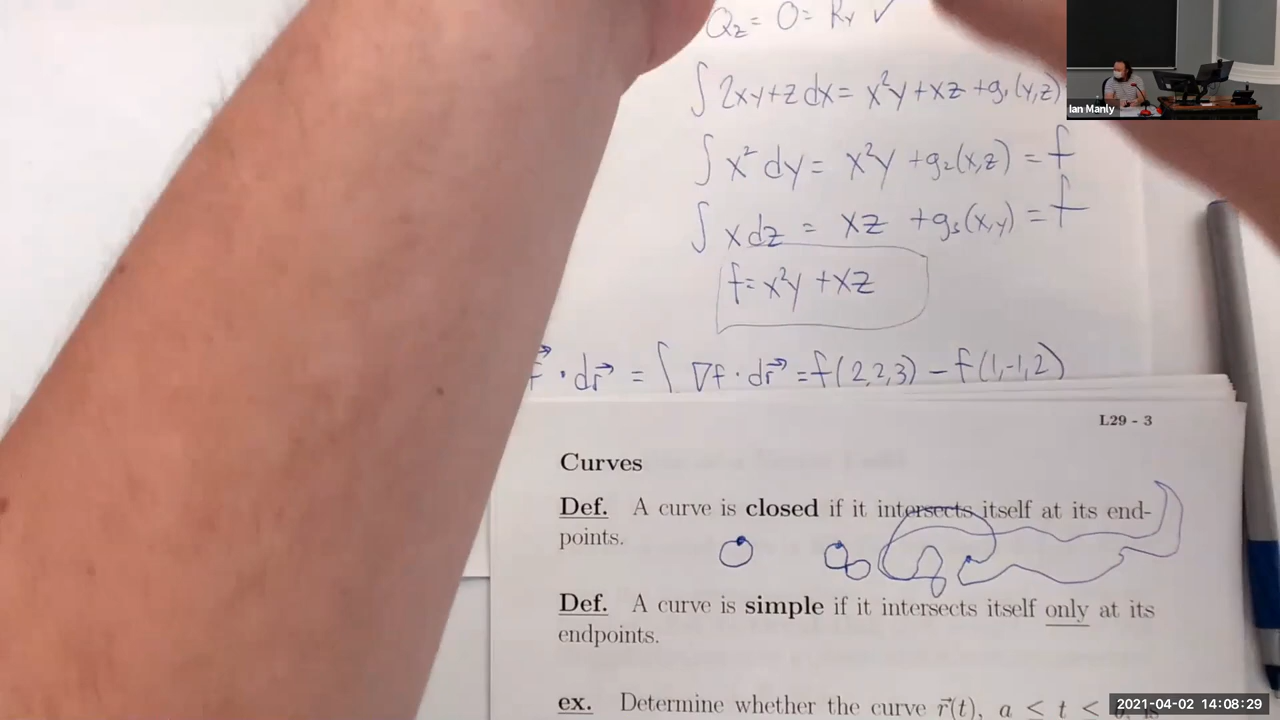 Q_z = 0 = R_y ✓
∫ 2xy+z dx = x²y + xz + g₁(y,z)
Ian Manly
∫ x² dy = x²y + g₂(x,z) = f
∫ x dz = xz + g₃(x,y) = f
f = x²y + xz
F⃗ · dr⃗ = ∫ ∇f · dr⃗ = f(2,2,3) − f(1,-1,2)
L29 - 3
Curves
Def. A curve is closed if it intersects itself at its end-
points.
Def. A curve is simple if it intersects itself only at its
endpoints.
ex. Determine whether the curve r⃗(t), a ≤ t ≤
2021-04-02 14:08:29